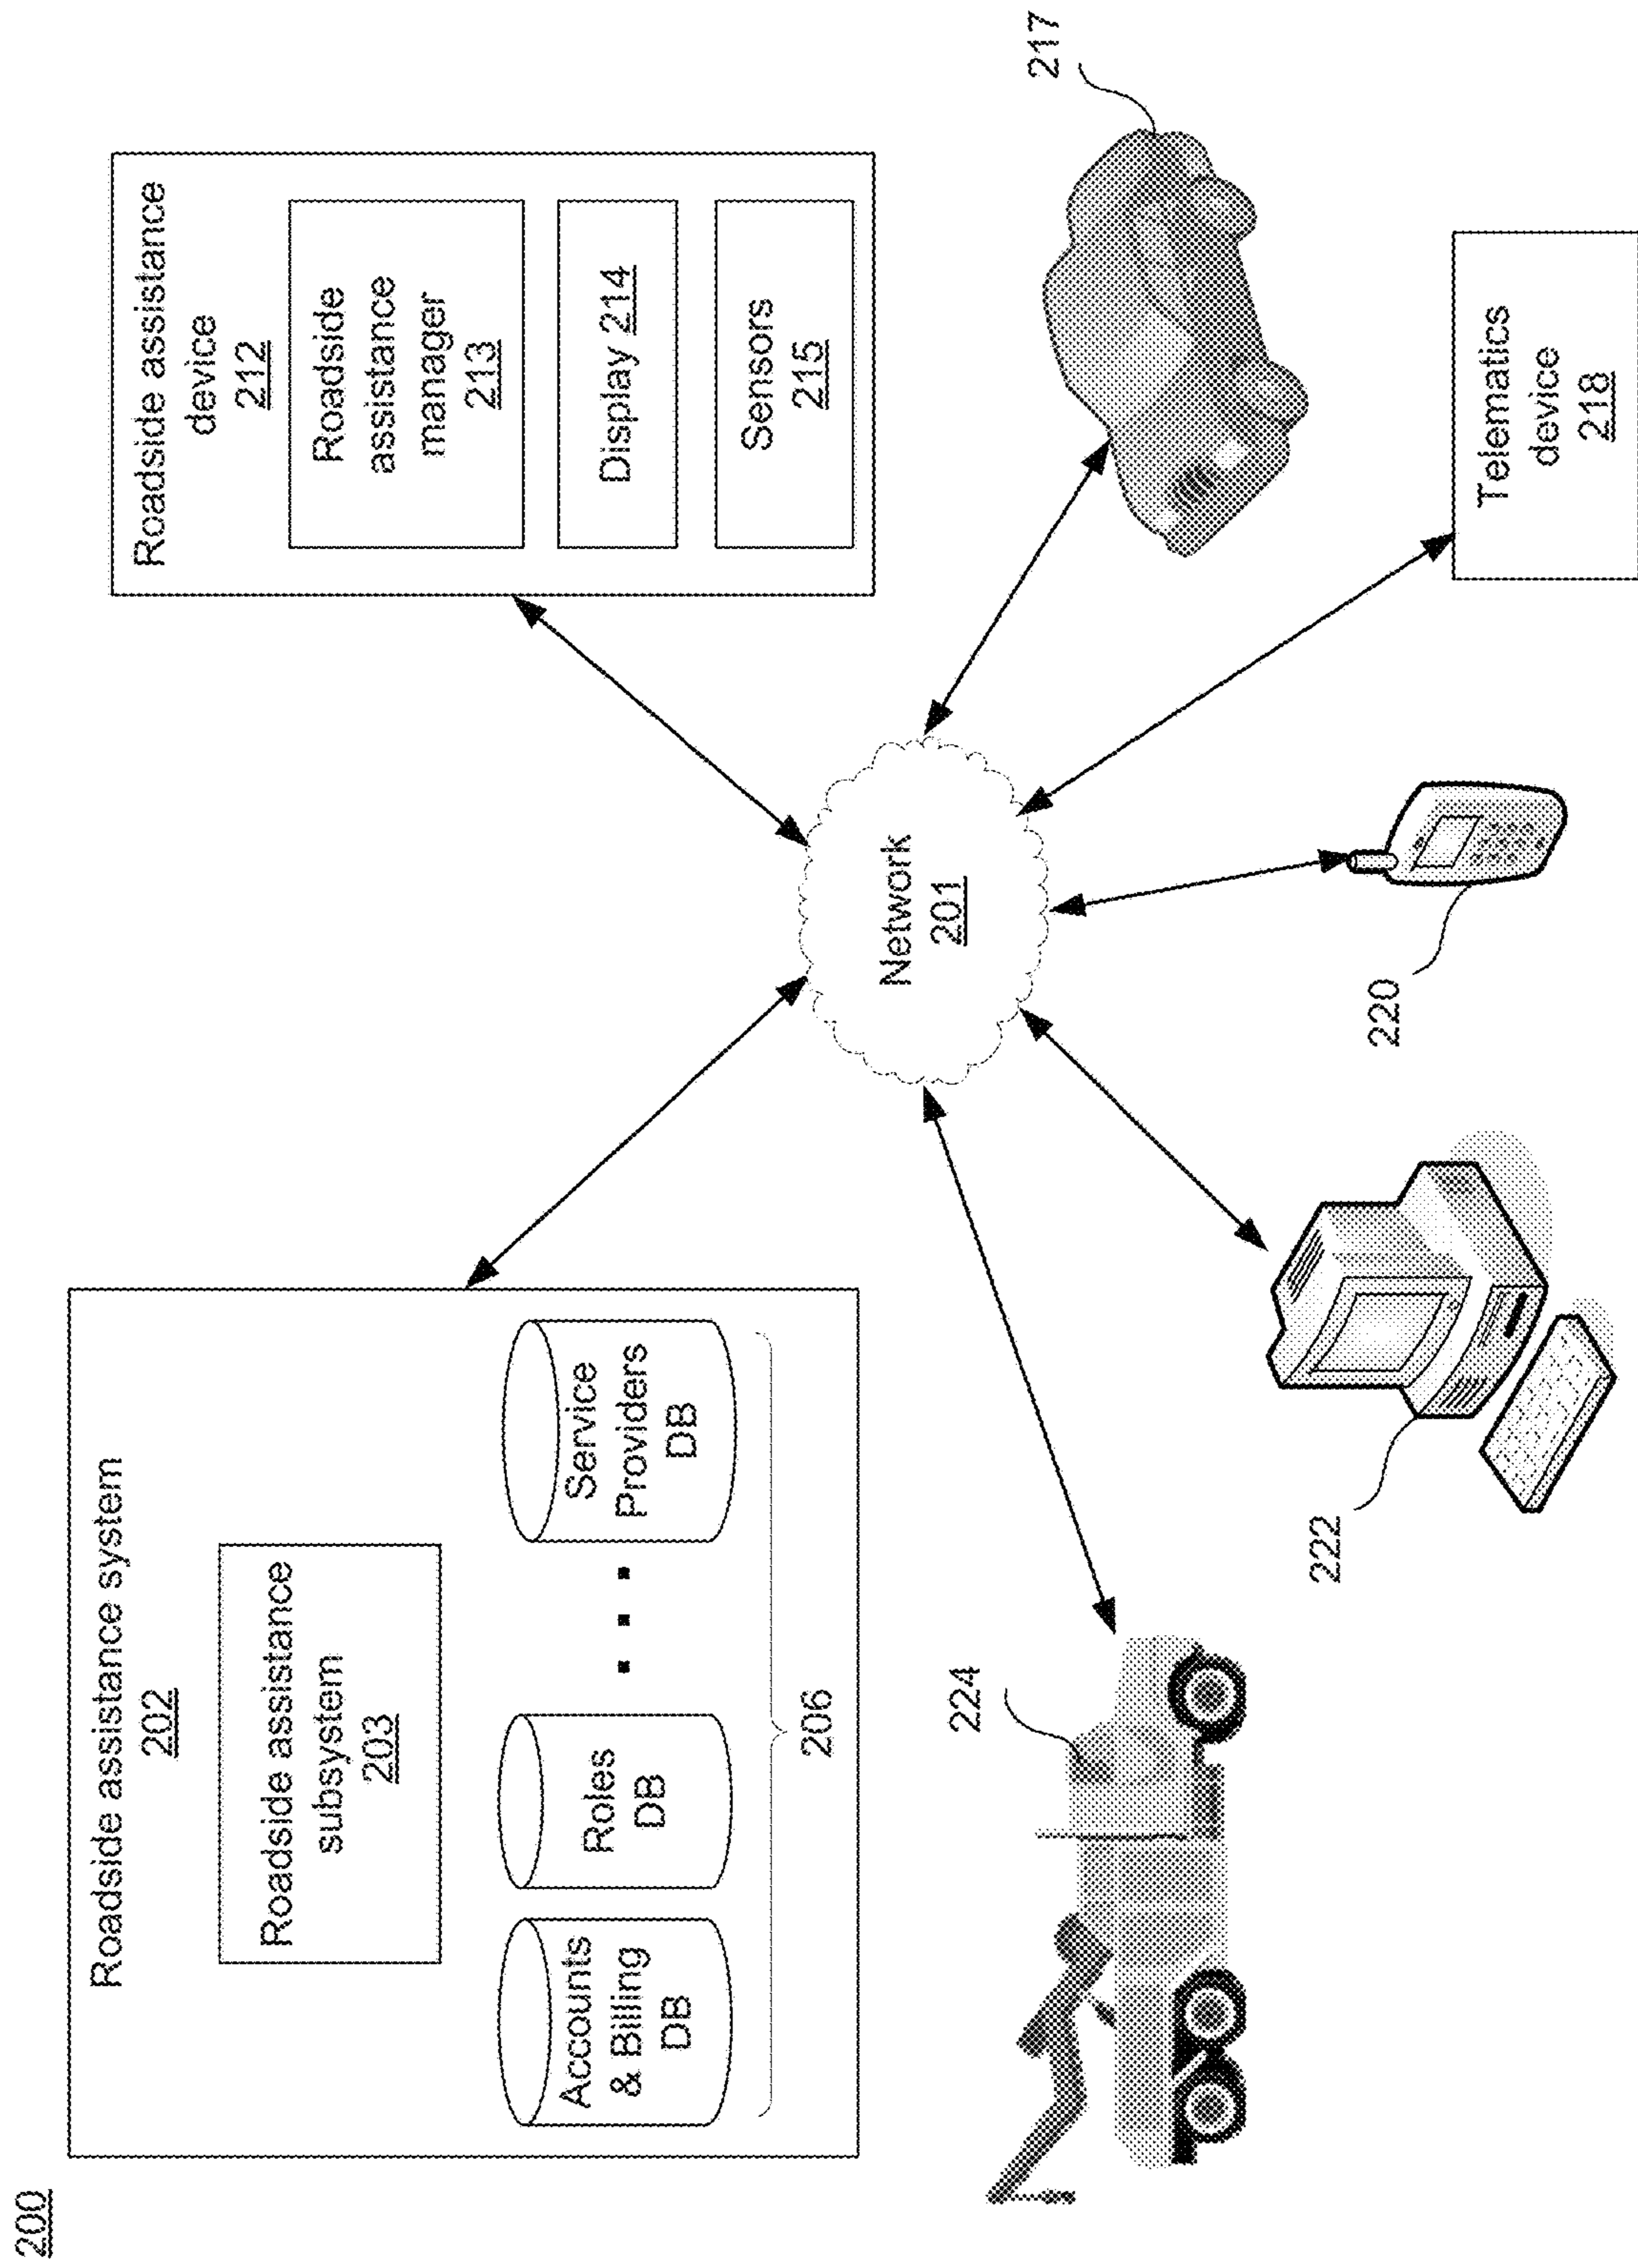 200
Roadside assistance system
202
Roadside assistance
subsystem
203
Accounts
& Billing
DB
Roles
DB
Service
Providers
DB
206
Roadside assistance
device
212
Roadside
assistance
manager
213
Display 214
Sensors
215
Network
201
224
222
220
217
Telematics
device
218